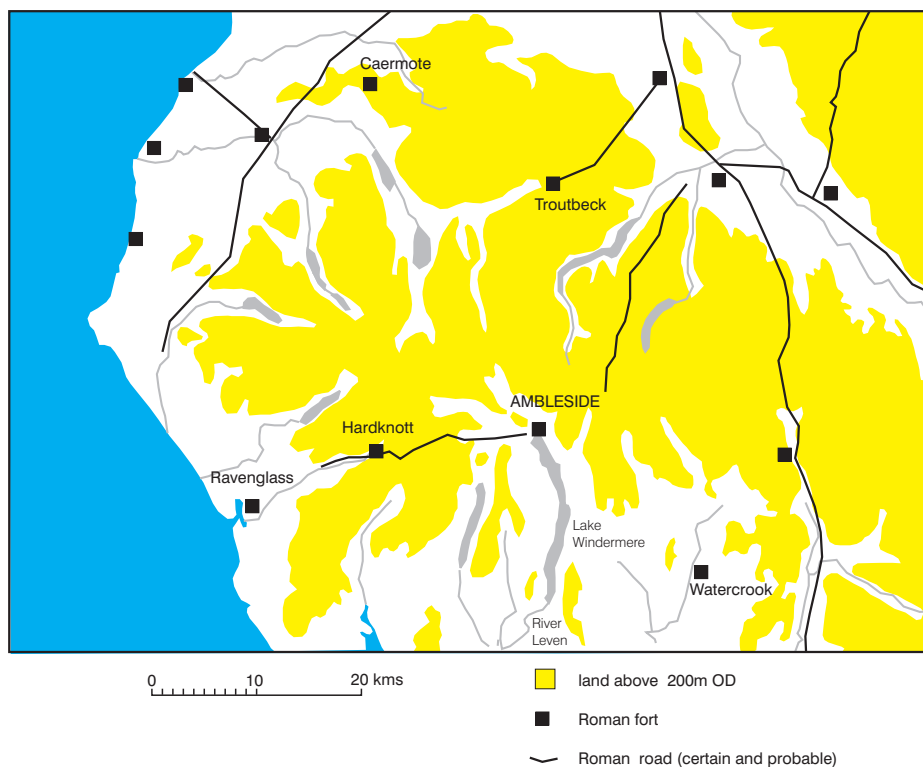 Caermote
Troutbeck
AMBLESIDE
Hardknott
Ravenglass
Lake
Windermere
Watercrook
River
Leven
0 10 20 kms
land above 200m OD
Roman fort
Roman road (certain and probable)